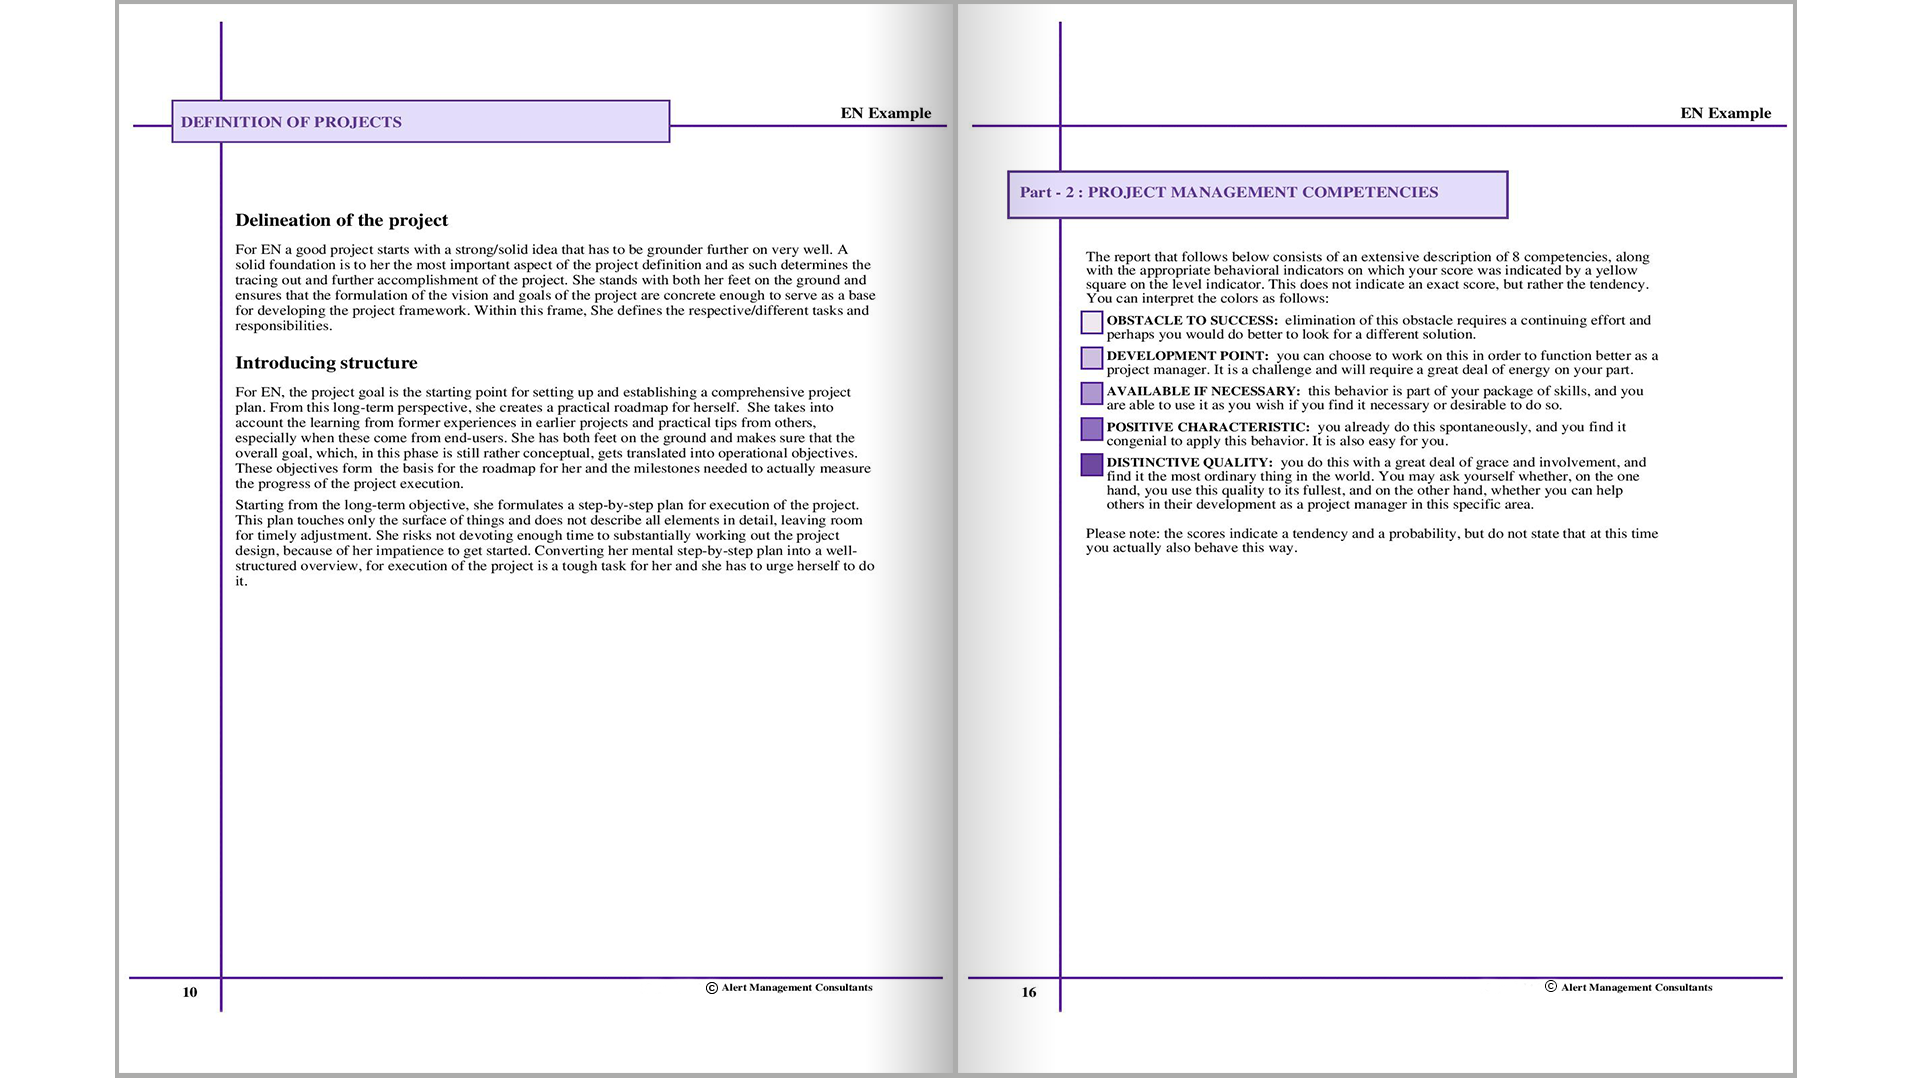 EN Example
DEFINITION OF PROJECTS
Delineation of the project
For EN a good project starts with a strong/solid idea that has to be grounder further on very well. A
solid foundation is to her the most important aspect of the project definition and as such determines the
tracing out and further accomplishment of the project. She stands with both her feet on the ground and
ensures that the formulation of the vision and goals of the project are concrete enough to serve as a base
for developing the project framework. Within this frame, She defines the respective/different tasks and
responsibilities.
Introducing structure
For EN, the project goal is the starting point for setting up and establishing a comprehensive project
plan. From this long-term perspective, she creates a practical roadmap for herself.  She takes into
account the learning from former experiences in earlier projects and practical tips from others,
especially when these come from end-users. She has both feet on the ground and makes sure that the
overall goal, which, in this phase is still rather conceptual, gets translated into operational objectives.
These objectives form  the basis for the roadmap for her and the milestones needed to actually measure
the progress of the project execution.
Starting from the long-term objective, she formulates a step-by-step plan for execution of the project.
This plan touches only the surface of things and does not describe all elements in detail, leaving room
for timely adjustment. She risks not devoting enough time to substantially working out the project
design, because of her impatience to get started. Converting her mental step-by-step plan into a well-
structured overview, for execution of the project is a tough task for her and she has to urge herself to do
it.
10
© Alert Management Consultants
EN Example
Part - 2 : PROJECT MANAGEMENT COMPETENCIES
The report that follows below consists of an extensive description of 8 competencies, along
with the appropriate behavioral indicators on which your score was indicated by a yellow
square on the level indicator. This does not indicate an exact score, but rather the tendency.
You can interpret the colors as follows:
OBSTACLE TO SUCCESS:  elimination of this obstacle requires a continuing effort and
perhaps you would do better to look for a different solution.
DEVELOPMENT POINT:  you can choose to work on this in order to function better as a
project manager. It is a challenge and will require a great deal of energy on your part.
AVAILABLE IF NECESSARY:  this behavior is part of your package of skills, and you
are able to use it as you wish if you find it necessary or desirable to do so.
POSITIVE CHARACTERISTIC:  you already do this spontaneously, and you find it
congenial to apply this behavior. It is also easy for you.
DISTINCTIVE QUALITY:  you do this with a great deal of grace and involvement, and
find it the most ordinary thing in the world. You may ask yourself whether, on the one
hand, you use this quality to its fullest, and on the other hand, whether you can help
others in their development as a project manager in this specific area.
Please note: the scores indicate a tendency and a probability, but do not state that at this time
you actually also behave this way.
16
© Alert Management Consultants